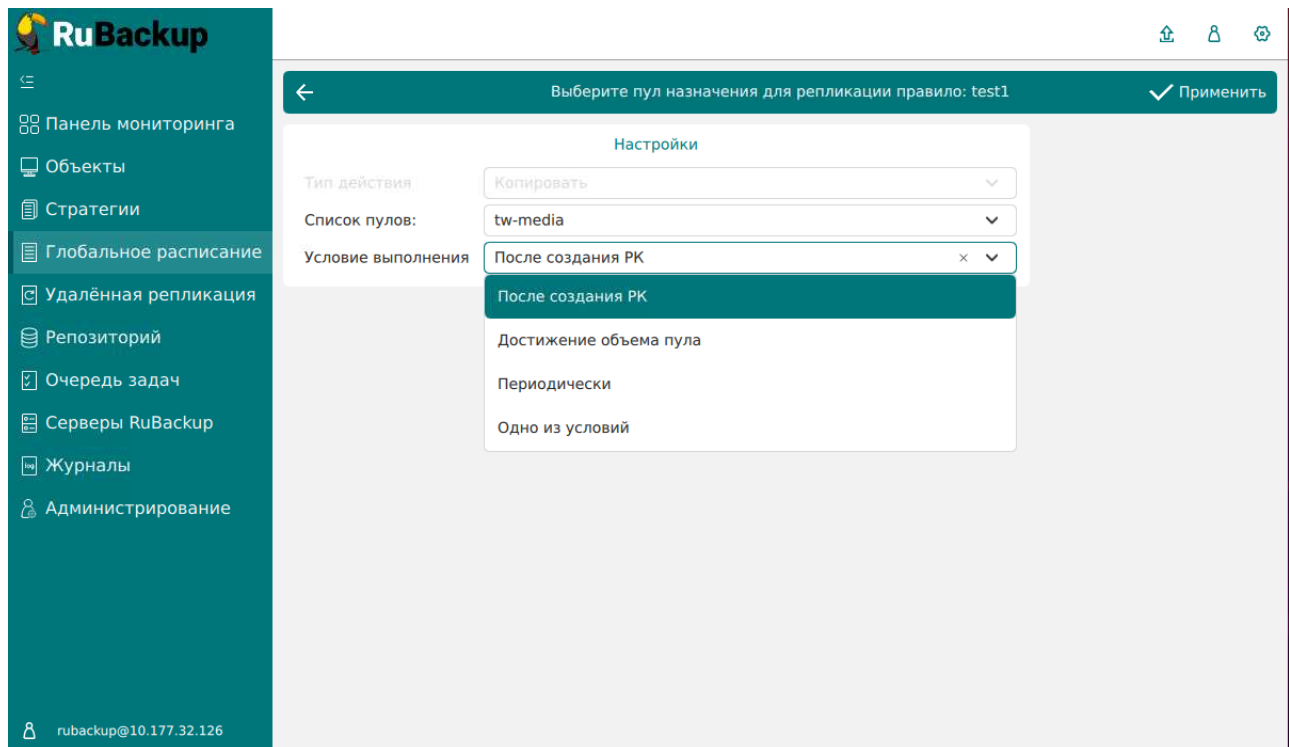 RuBackup
Панель мониторинга
Объекты
Стратегии
Глобальное расписание
Удалённая репликация
Репозиторий
Очередь задач
Серверы RuBackup
log Журналы
Администрирование
rubackup@10.177.32.126
Выберите пул назначения для репликации правило: test1
Применить
Настройки
Тип действия Копировать
Список пулов: tw-media
Условие выполнения После создания РК
После создания РК
Достижение объема пула
Периодически
Одно из условий